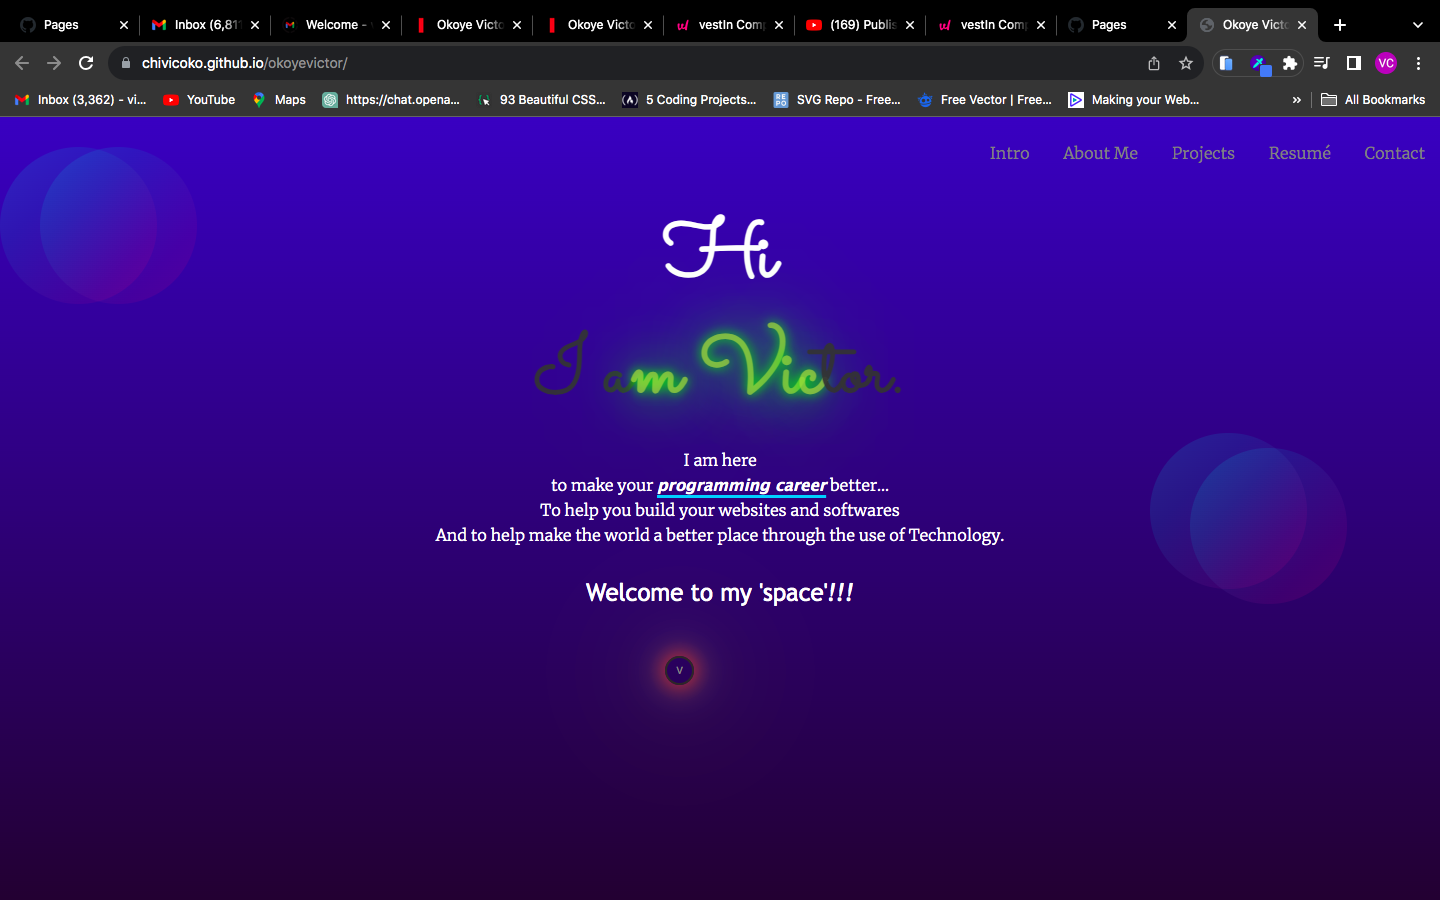 Pages
Inbox (6,811
Welcome -
Okoye Victo
Okoye Victo
vestIn Comp
(169) Publis
vestIn Comp
Pages
Okoye Victo
chivicoko.github.io/okoyevictor/
VC
Inbox (3,362) - vi...
YouTube
Maps
https://chat.opena...
93 Beautiful CSS...
5 Coding Projects...
SVG Repo - Free...
Free Vector | Free...
Making your Web...
»
All Bookmarks
Intro
About Me
Projects
Resumé
Contact
Hi
I am Victor.
I am here
to make your programming career better...
To help you build your websites and softwares
And to help make the world a better place through the use of Technology.
Welcome to my 'space'!!!
V